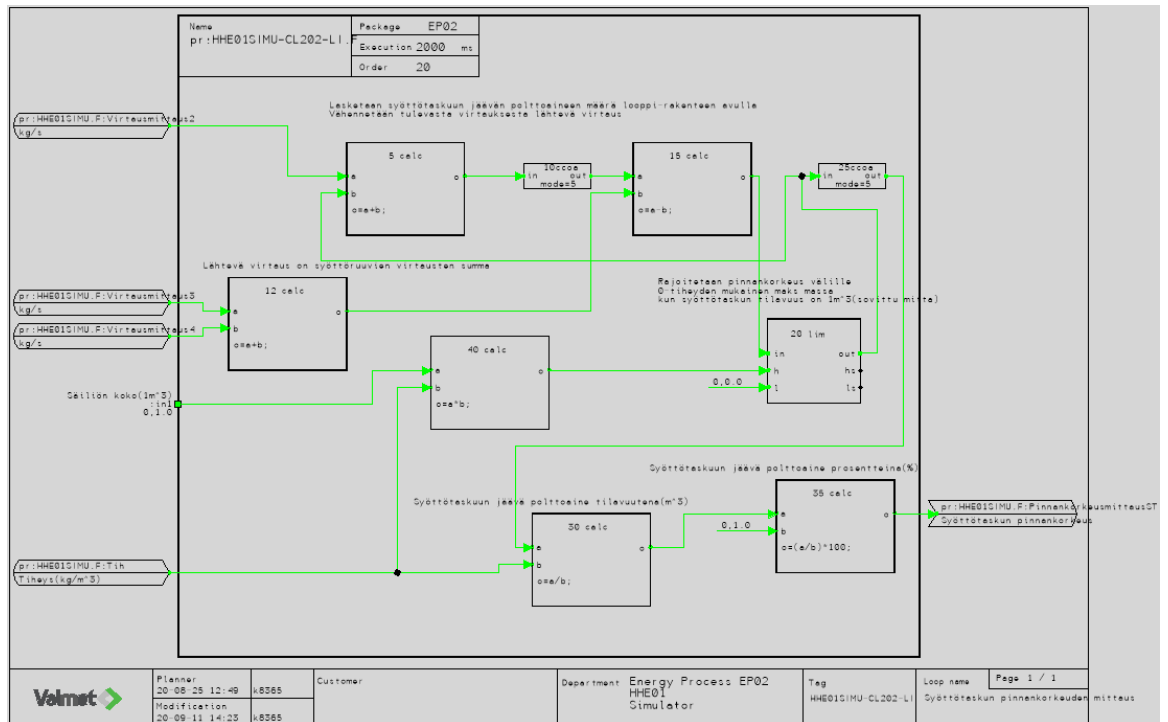 Name
pr:HHE01SIMU-CL202-LI.F
Package EP02
Execution 2000 ms
Order 20
Lasketaan syöttötaskuun jäävän polttoaineen määrä looppi-rakenteen avulla
Vähennetään tulevasta virtauksesta lähtevä virtaus
pr:HHE01SIMU.F:Virtausmittaus2
kg/s
5 calc
a
b
o
o=a+b;
10ccoa
in out
mode=5
15 calc
a
b
o
o=a-b;
25ccoa
in out
mode=5
Lähtevä virtaus on syöttöruuvien virtausten summa
pr:HHE01SIMU.F:Virtausmittaus3
kg/s
pr:HHE01SIMU.F:Virtausmittaus4
kg/s
12 calc
a
b
o
o=a+b;
Rajoitetaan pinnankorkeus välille
0-tiheyden mukainen maks massa
kun syöttötaskun tilavuus on 1m^3(sovittu mitta)
20 lim
in out
h hs
l ls
0,0.0
40 calc
a
b
o
o=a*b;
Säiliön koko(1m^3)
:in1
0,1.0
Syöttötaskuun jäävä polttoaine prosentteina(%)
35 calc
a
b
o
o=(a/b)*100;
0,1.0
pr:HHE01SIMU.F:PinnankorkeusmittausST
Syöttötaskun pinnankorkeus
Syöttötaskuun jäävä polttoaine tilavuutena(m^3)
30 calc
a
b
o
o=a/b;
pr:HHE01SIMU.F:Tih
Tiheys(kg/m^3)
Valmet
Planner
20-08-25 12:49 k8365
Modification
20-09-11 14:23 k8365
Customer
Department Energy Process EP02
HHE01
Simulator
Tag
HHE01SIMU-CL202-LI
Loop name
Page 1 / 1
Syöttötaskun pinnankorkeuden mittaus